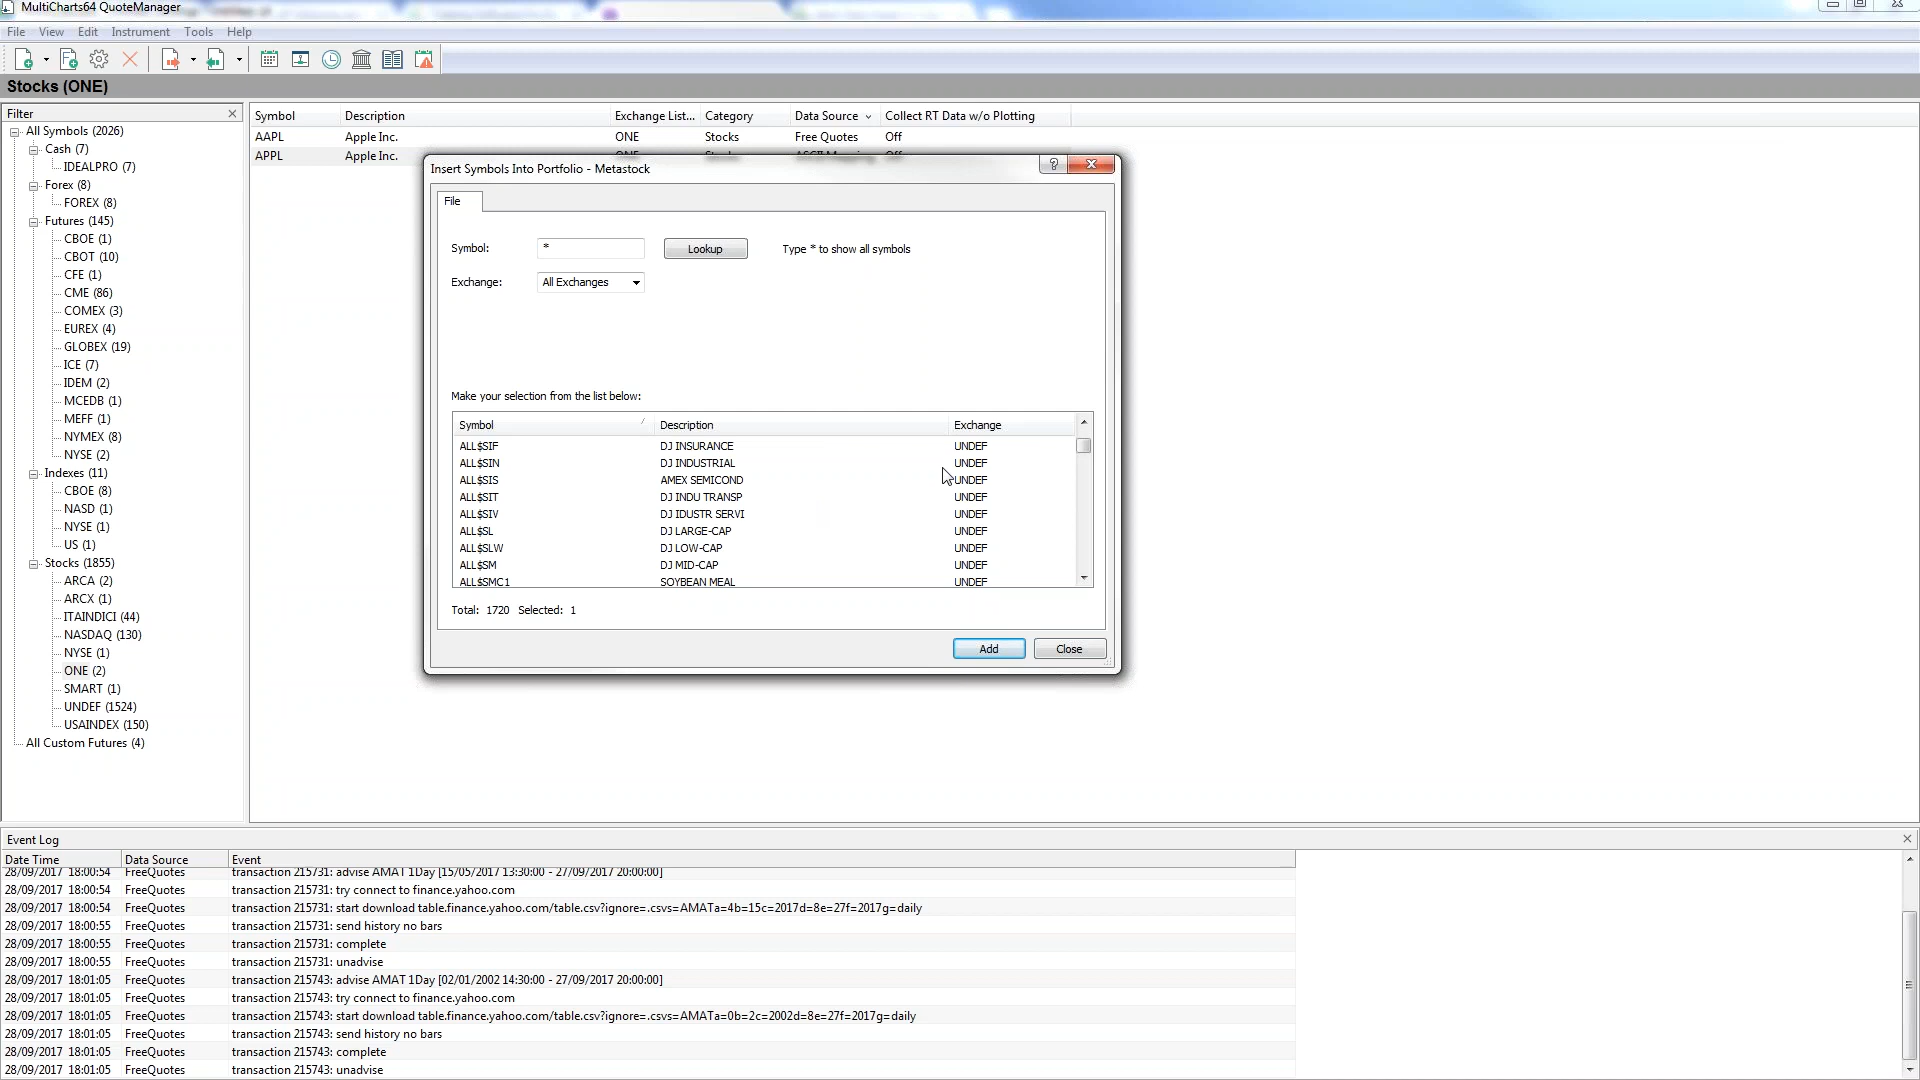 MultiCharts64 QuoteManager
File View Edit Instrument Tools Help
Stocks (ONE)
Filter
All Symbols (2026)
Cash (7)
IDEALPRO (7)
Forex (8)
FOREX (8)
Futures (145)
CBOE (1)
CBOT (10)
CFE (1)
CME (86)
COMEX (3)
EUREX (4)
GLOBEX (19)
ICE (7)
IDEM (2)
MCEDB (1)
MEFF (1)
NYMEX (8)
NYSE (2)
Indexes (11)
CBOE (8)
NASD (1)
NYSE (1)
US (1)
Stocks (1855)
ARCA (2)
ARCX (1)
ITAINDICI (44)
NASDAQ (130)
NYSE (1)
ONE (2)
SMART (1)
UNDEF (1524)
USAINDEX (150)
All Custom Futures (4)
Symbol Description Exchange List... Category Data Source Collect RT Data w/o Plotting
AAPL Apple Inc. ONE Stocks Free Quotes Off
APPL Apple Inc. ONE Stocks ASCII Mapping Off
Insert Symbols Into Portfolio - Metastock
File
Symbol: * Lookup Type * to show all symbols
Exchange: All Exchanges
Make your selection from the list below:
Symbol Description Exchange
ALL$SIF DJ INSURANCE UNDEF
ALL$SIN DJ INDUSTRIAL UNDEF
ALL$SIS AMEX SEMICOND UNDEF
ALL$SIT DJ INDU TRANSP UNDEF
ALL$SIV DJ IDUSTR SERVI UNDEF
ALL$SL DJ LARGE-CAP UNDEF
ALL$SLW DJ LOW-CAP UNDEF
ALL$SM DJ MID-CAP UNDEF
ALL$SMC1 SOYBEAN MEAL UNDEF
Total: 1720 Selected: 1
Add Close
Event Log
Date Time Data Source Event
28/09/2017 18:00:54 FreeQuotes transaction 215731: advise AMAT 1Day [15/05/2017 13:30:00 - 27/09/2017 20:00:00]
28/09/2017 18:00:54 FreeQuotes transaction 215731: try connect to finance.yahoo.com
28/09/2017 18:00:54 FreeQuotes transaction 215731: start download table.finance.yahoo.com/table.csv?ignore=.csvs=AMATa=4b=15c=2017d=8e=27f=2017g=daily
28/09/2017 18:00:55 FreeQuotes transaction 215731: send history no bars
28/09/2017 18:00:55 FreeQuotes transaction 215731: complete
28/09/2017 18:00:55 FreeQuotes transaction 215731: unadvise
28/09/2017 18:01:05 FreeQuotes transaction 215743: advise AMAT 1Day [02/01/2002 14:30:00 - 27/09/2017 20:00:00]
28/09/2017 18:01:05 FreeQuotes transaction 215743: try connect to finance.yahoo.com
28/09/2017 18:01:05 FreeQuotes transaction 215743: start download table.finance.yahoo.com/table.csv?ignore=.csvs=AMATa=0b=2c=2002d=8e=27f=2017g=daily
28/09/2017 18:01:05 FreeQuotes transaction 215743: send history no bars
28/09/2017 18:01:05 FreeQuotes transaction 215743: complete
28/09/2017 18:01:05 FreeQuotes transaction 215743: unadvise